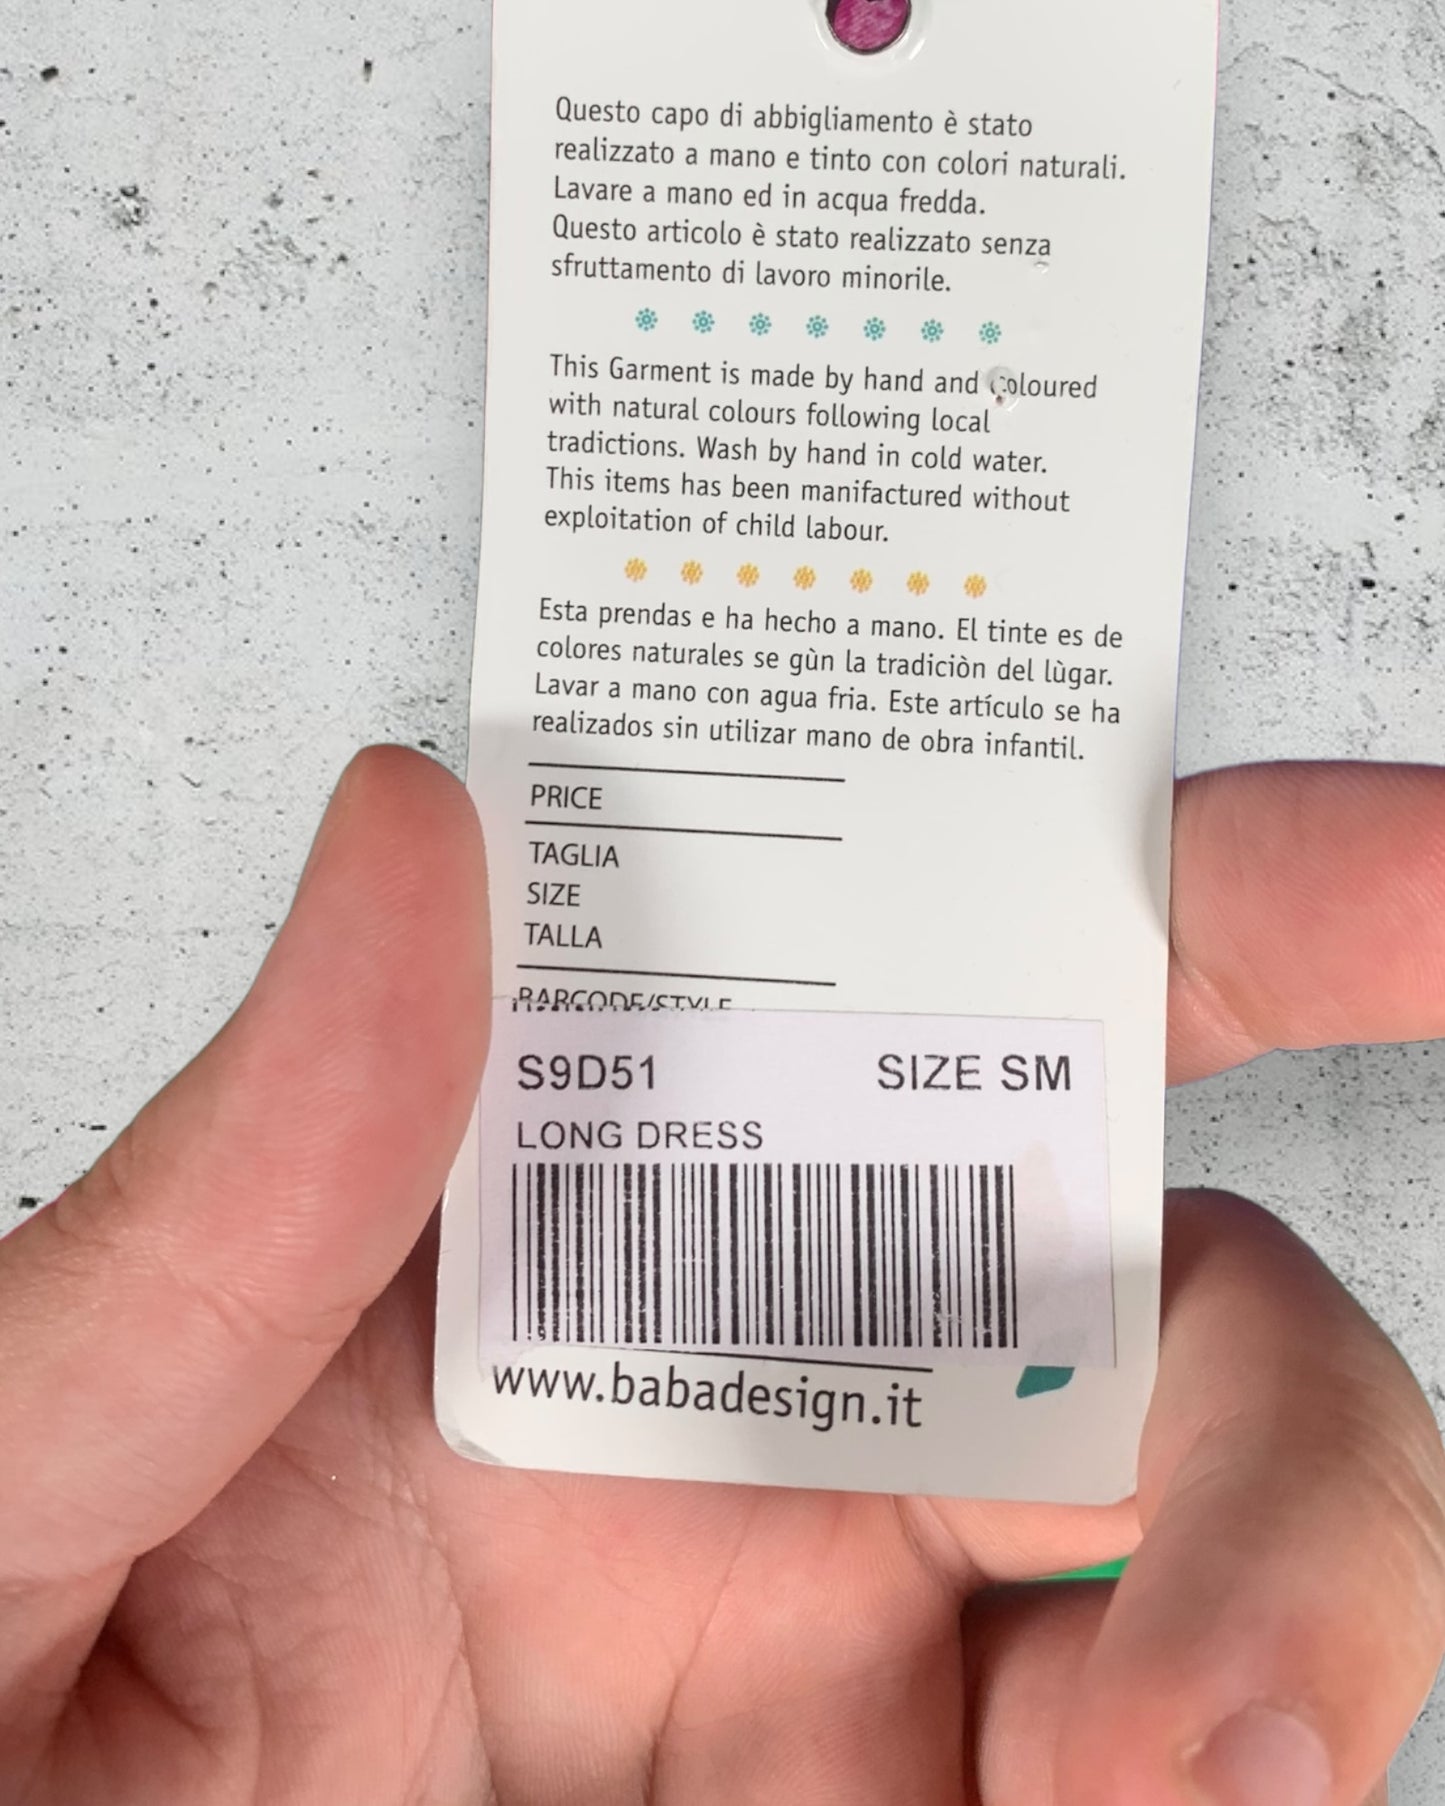 Questo capo di abbigliamento è stato
realizzato a mano e tinto con colori naturali.
Lavare a mano ed in acqua fredda.
Questo articolo è stato realizzato senza
sfruttamento di lavoro minorile.
This Garment is made by hand and coloured
with natural colours following local
tradictions. Wash by hand in cold water.
This items has been manifactured without
exploitation of child labour.
Esta prendas e ha hecho a mano. El tinte es de
colores naturales se gùn la tradiciòn del lùgar.
Lavar a mano con agua fria. Este artículo se ha
realizados sin utilizar mano de obra infantil.
PRICE
TAGLIA
SIZE
TALLA
BARCODE/STYLE
S9D51 SIZE SM
LONG DRESS
www.babadesign.it